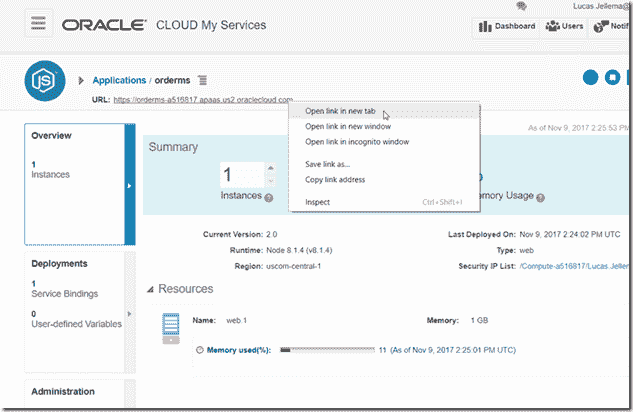 Lucas Jellema@
ORACLE CLOUD My Services
Dashboard Users Notif
JS
Applications / orderms
URL: https://orderms-a516817.apaas.us2.oraclecloud.com
As of Nov 9, 2017 2:25:53 PM
Open link in new tab
Open link in new window
Open link in incognito window
Save link as...
Copy link address
Inspect Ctrl+Shift+I
Overview
1
Instances
Summary
1
Instances
emory Usage
Current Version: 2.0
Last Deployed On: Nov 9, 2017 2:24:02 PM UTC
Runtime: Node 8.1.4 (v8.1.4)
Type: web
Region: uscom-central-1
Security IP List: /Compute-a516817/Lucas.Jellem
Deployments
1
Service Bindings
0
User-defined Variables
Resources
Name: web 1
Memory: 1 GB
Memory used(%): 11 (As of Nov 9, 2017 2:25:01 PM UTC)
Administration